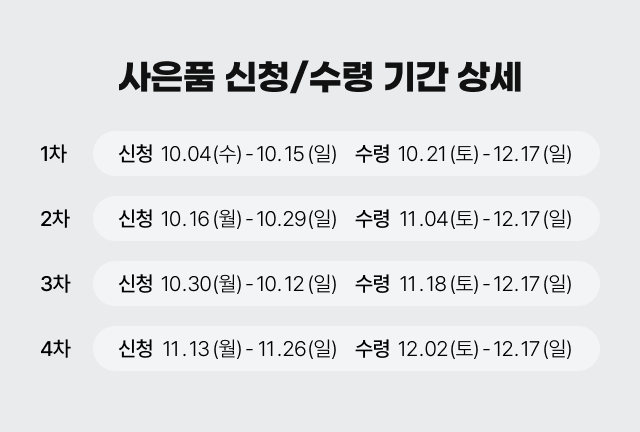 사은품 신청/수령 기간 상세
1차 신청 10.04(수)-10.15(일) 수령 10.21(토)-12.17(일)
2차 신청 10.16(월)-10.29(일) 수령 11.04(토)-12.17(일)
3차 신청 10.30(월)-10.12(일) 수령 11.18(토)-12.17(일)
4차 신청 11.13(월)-11.26(일) 수령 12.02(토)-12.17(일)